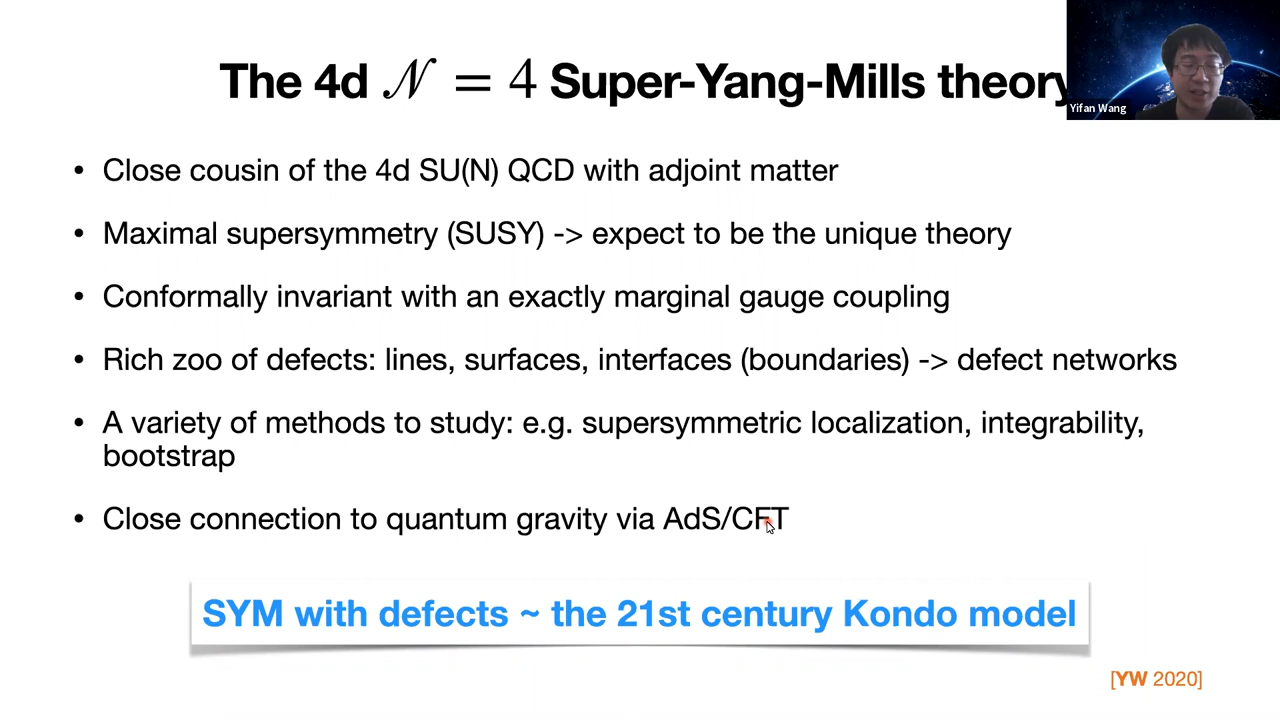 The 4d 𝒩 = 4 Super-Yang-Mills theory
Yifan Wang
• Close cousin of the 4d SU(N) QCD with adjoint matter
• Maximal supersymmetry (SUSY) -> expect to be the unique theory
• Conformally invariant with an exactly marginal gauge coupling
• Rich zoo of defects: lines, surfaces, interfaces (boundaries) -> defect networks
• A variety of methods to study: e.g. supersymmetric localization, integrability,
bootstrap
• Close connection to quantum gravity via AdS/CFT
SYM with defects ~ the 21st century Kondo model
[YW 2020]